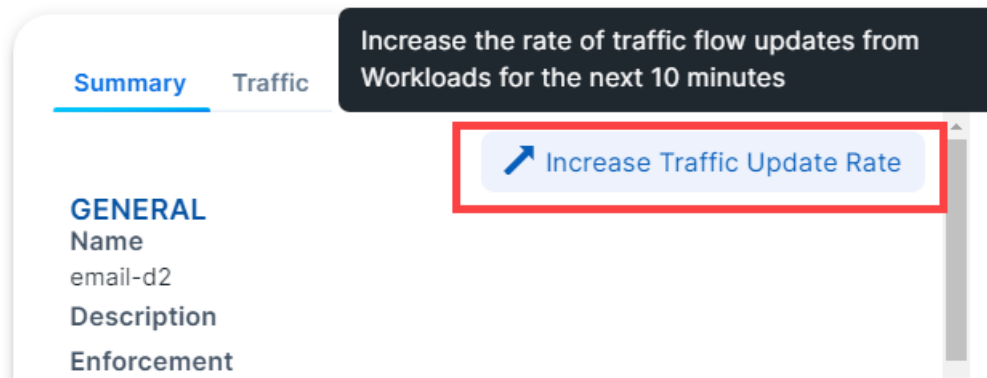 Increase the rate of traffic flow updates from
Workloads for the next 10 minutes
Summary Traffic
Increase Traffic Update Rate
GENERAL
Name
email-d2
Description
Enforcement